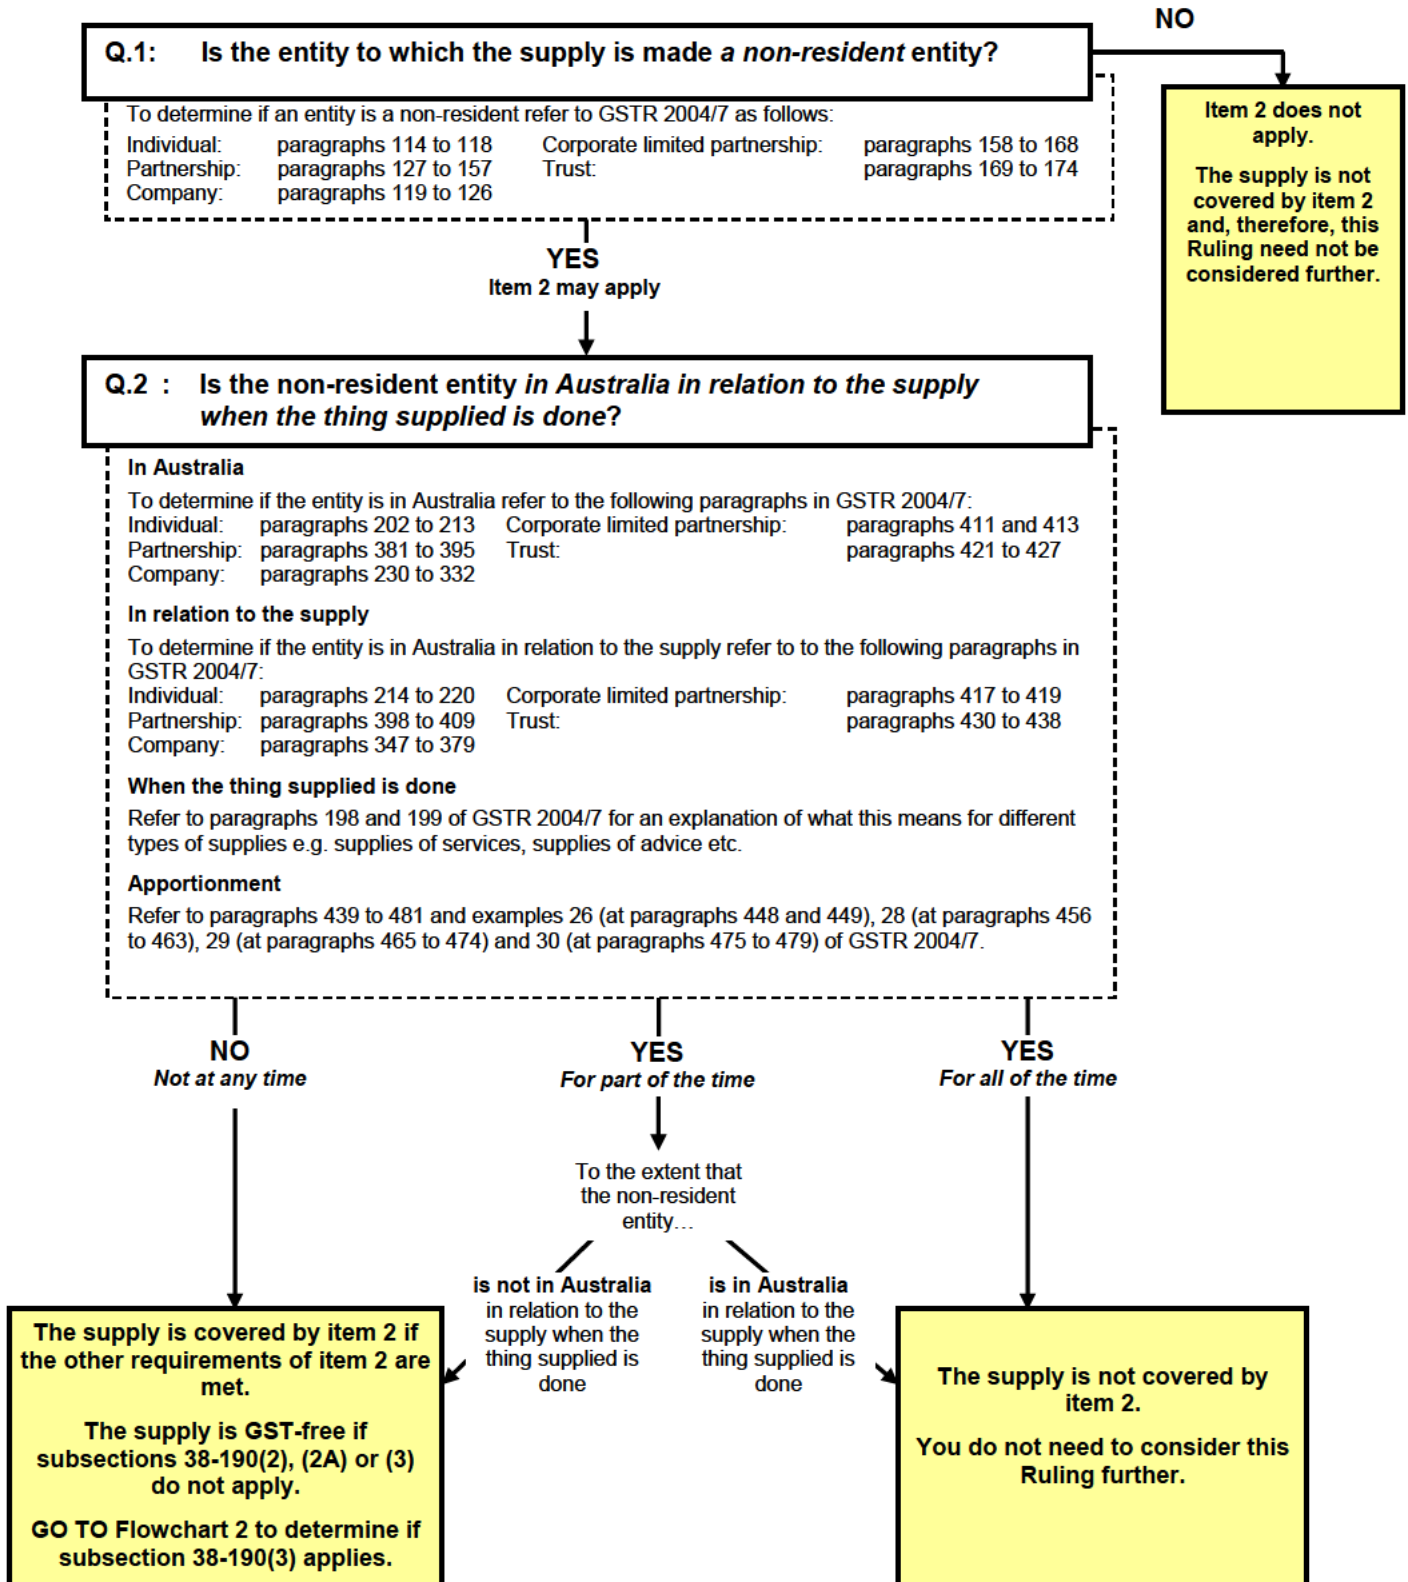 NO
Q.1: Is the entity to which the supply is made a non-resident entity?
To determine if an entity is a non-resident refer to GSTR 2004/7 as follows:
Individual: paragraphs 114 to 118 Corporate limited partnership: paragraphs 158 to 168
Partnership: paragraphs 127 to 157 Trust: paragraphs 169 to 174
Company: paragraphs 119 to 126
Item 2 does not
apply.
The supply is not
covered by item 2
and, therefore, this
Ruling need not be
considered further.
YES
Item 2 may apply
Q.2 : Is the non-resident entity in Australia in relation to the supply
when the thing supplied is done?
In Australia
To determine if the entity is in Australia refer to the following paragraphs in GSTR 2004/7:
Individual: paragraphs 202 to 213 Corporate limited partnership: paragraphs 411 and 413
Partnership: paragraphs 381 to 395 Trust: paragraphs 421 to 427
Company: paragraphs 230 to 332
In relation to the supply
To determine if the entity is in Australia in relation to the supply refer to to the following paragraphs in
GSTR 2004/7:
Individual: paragraphs 214 to 220 Corporate limited partnership: paragraphs 417 to 419
Partnership: paragraphs 398 to 409 Trust: paragraphs 430 to 438
Company: paragraphs 347 to 379
When the thing supplied is done
Refer to paragraphs 198 and 199 of GSTR 2004/7 for an explanation of what this means for different
types of supplies e.g. supplies of services, supplies of advice etc.
Apportionment
Refer to paragraphs 439 to 481 and examples 26 (at paragraphs 448 and 449), 28 (at paragraphs 456
to 463), 29 (at paragraphs 465 to 474) and 30 (at paragraphs 475 to 479) of GSTR 2004/7.
NO
Not at any time
YES
For part of the time
YES
For all of the time
To the extent that
the non-resident
entity…
is not in Australia
in relation to the
supply when the
thing supplied is
done
is in Australia
in relation to the
supply when the
thing supplied is
done
The supply is covered by item 2 if
the other requirements of item 2 are
met.
The supply is GST-free if
subsections 38-190(2), (2A) or (3)
do not apply.
GO TO Flowchart 2 to determine if
subsection 38-190(3) applies.
The supply is not covered by
item 2.
You do not need to consider this
Ruling further.